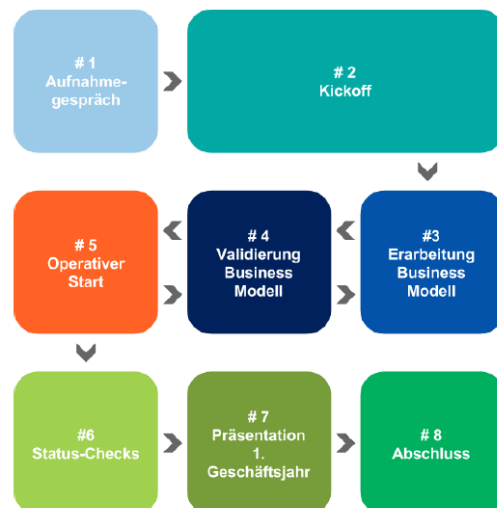 # 1
Aufnahme-
gespräch
# 2
Kickoff
# 5
Operativer
Start
# 4
Validierung
Business
Modell
#3
Erarbeitung
Business
Modell
#6
Status-Checks
# 7
Präsentation
1.
Geschäftsjahr
# 8
Abschluss